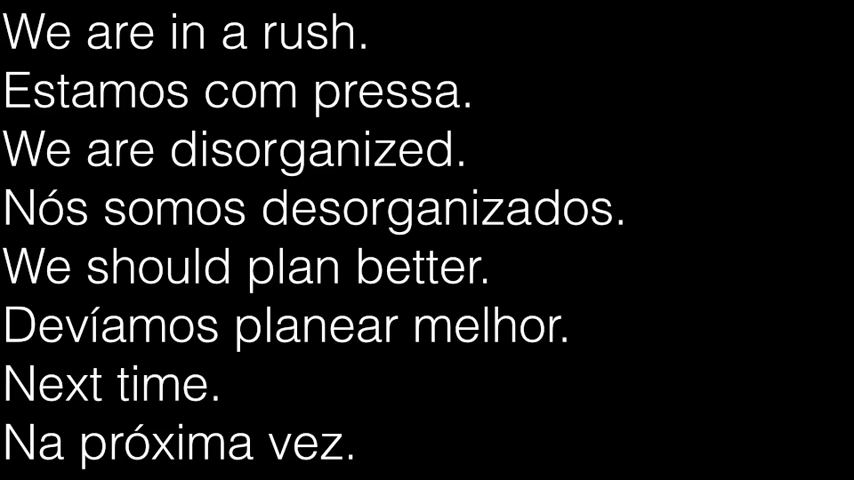 We are in a rush.
Estamos com pressa.
We are disorganized.
Nós somos desorganizados.
We should plan better.
Devíamos planear melhor.
Next time.
Na próxima vez.